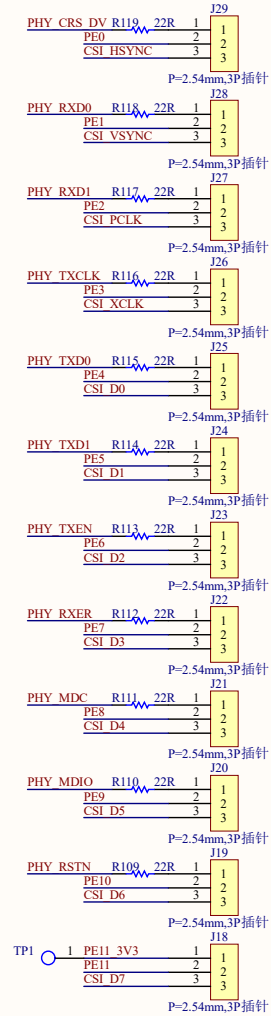 J29
PHY_CRS_DV R119 22R 1 1
PE0 2 2
CSI_HSYNC 3 3
P=2.54mm,3P插针
J28
PHY_RXD0 R118 22R 1 1
PE1 2 2
CSI_VSYNC 3 3
P=2.54mm,3P插针
J27
PHY_RXD1 R117 22R 1 1
PE2 2 2
CSI_PCLK 3 3
P=2.54mm,3P插针
J26
PHY_TXCLK R116 22R 1 1
PE3 2 2
CSI_XCLK 3 3
P=2.54mm,3P插针
J25
PHY_TXD0 R115 22R 1 1
PE4 2 2
CSI_D0 3 3
P=2.54mm,3P插针
J24
PHY_TXD1 R114 22R 1 1
PE5 2 2
CSI_D1 3 3
P=2.54mm,3P插针
J23
PHY_TXEN R113 22R 1 1
PE6 2 2
CSI_D2 3 3
P=2.54mm,3P插针
J22
PHY_RXER R112 22R 1 1
PE7 2 2
CSI_D3 3 3
P=2.54mm,3P插针
J21
PHY_MDC R111 22R 1 1
PE8 2 2
CSI_D4 3 3
P=2.54mm,3P插针
J20
PHY_MDIO R110 22R 1 1
PE9 2 2
CSI_D5 3 3
P=2.54mm,3P插针
J19
PHY_RSTN R109 22R 1 1
PE10 2 2
CSI_D6 3 3
P=2.54mm,3P插针
J18
TP1 1 PE11_3V3 1 1
PE11 2 2
CSI_D7 3 3
P=2.54mm,3P插针